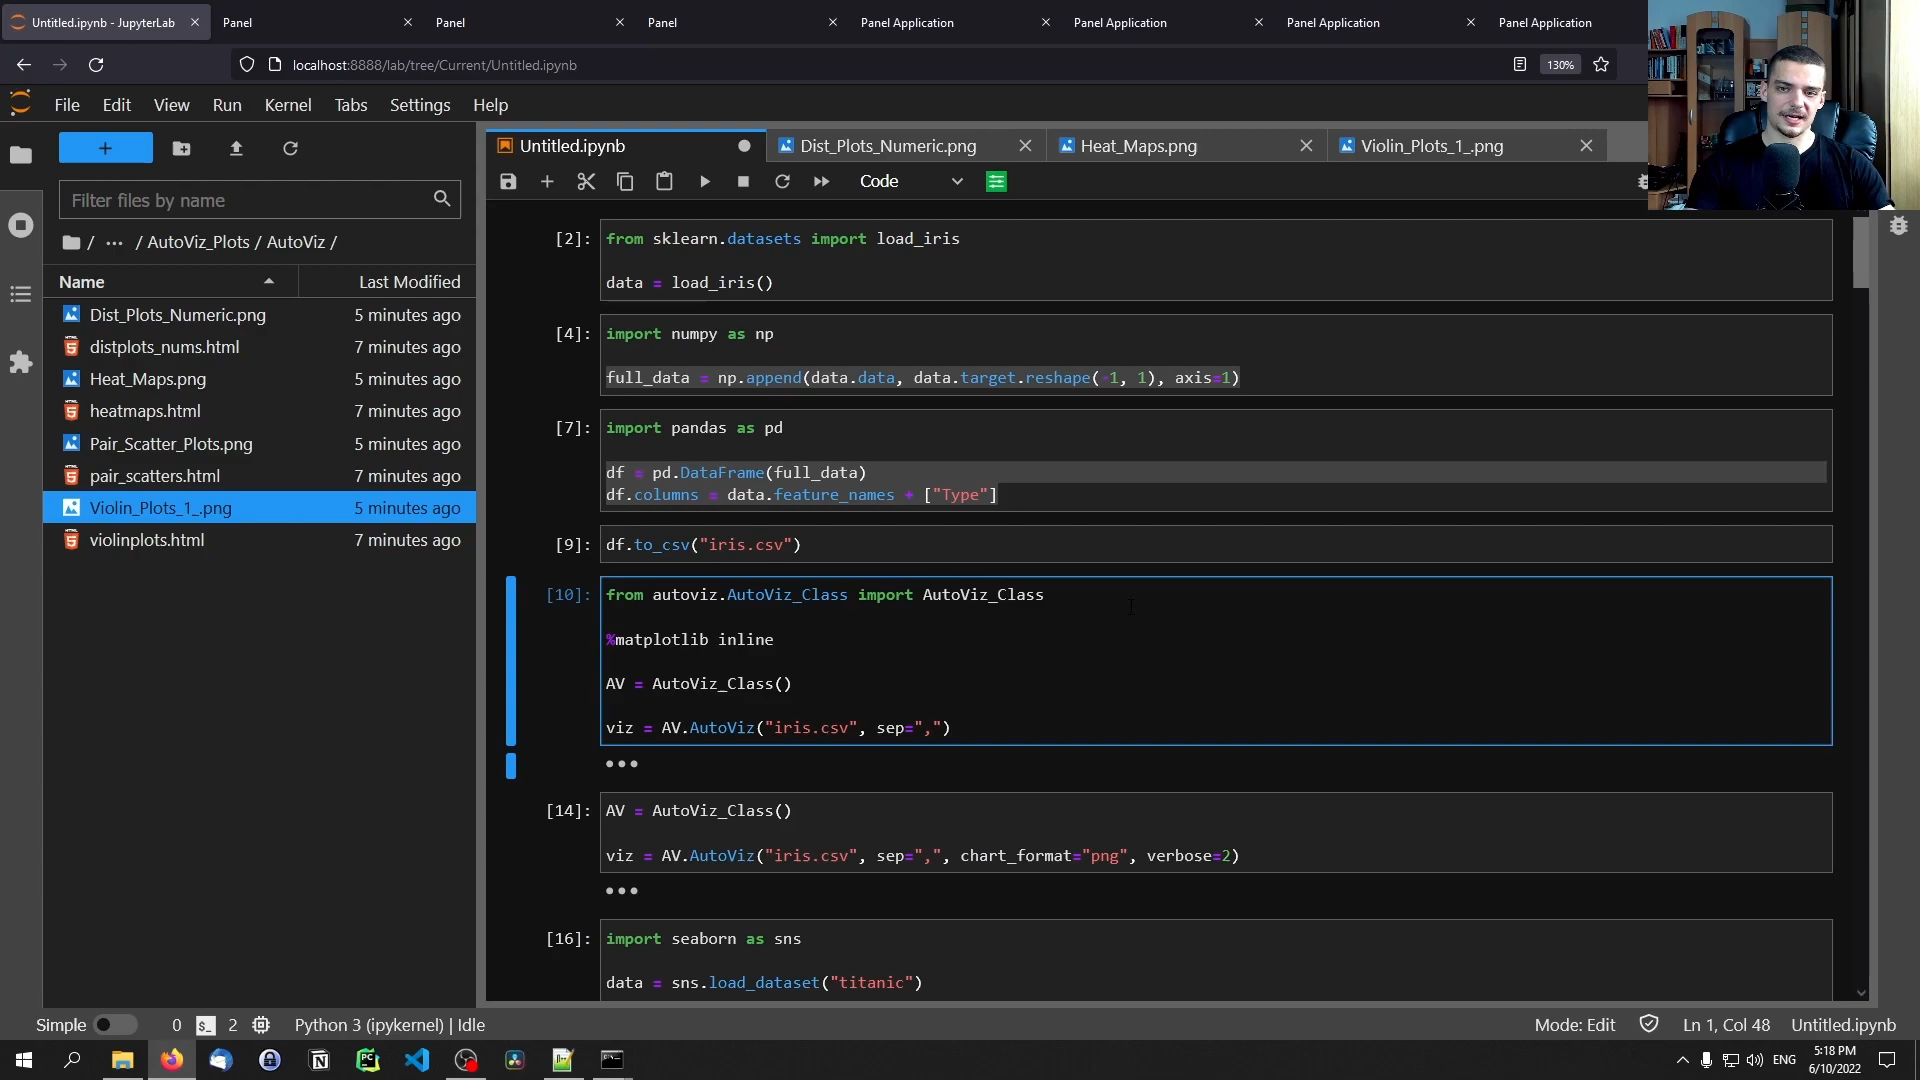 Untitled.ipynb - JupyterLab
Panel
Panel
Panel
Panel Application
Panel Application
Panel Application
Panel Application
localhost:8888/lab/tree/Current/Untitled.ipynb
130%
File Edit View Run Kernel Tabs Settings Help
Untitled.ipynb
Dist_Plots_Numeric.png
Heat_Maps.png
Violin_Plots_1_.png
Code
Filter files by name
/ ··· / AutoViz_Plots / AutoViz /
Name Last Modified
Dist_Plots_Numeric.png 5 minutes ago
distplots_nums.html 7 minutes ago
Heat_Maps.png 5 minutes ago
heatmaps.html 7 minutes ago
Pair_Scatter_Plots.png 5 minutes ago
pair_scatters.html 7 minutes ago
Violin_Plots_1_.png 5 minutes ago
violinplots.html 7 minutes ago
[2]: from sklearn.datasets import load_iris
data = load_iris()
[4]: import numpy as np
full_data = np.append(data.data, data.target.reshape(-1, 1), axis=1)
[7]: import pandas as pd
df = pd.DataFrame(full_data)
df.columns = data.feature_names + ["Type"]
[9]: df.to_csv("iris.csv")
[10]: from autoviz.AutoViz_Class import AutoViz_Class
%matplotlib inline
AV = AutoViz_Class()
viz = AV.AutoViz("iris.csv", sep=",")
[14]: AV = AutoViz_Class()
viz = AV.AutoViz("iris.csv", sep=",", chart_format="png", verbose=2)
[16]: import seaborn as sns
data = sns.load_dataset("titanic")
Simple 0 2 Python 3 (ipykernel) | Idle
Mode: Edit Ln 1, Col 48 Untitled.ipynb
ENG
5:18 PM
6/10/2022